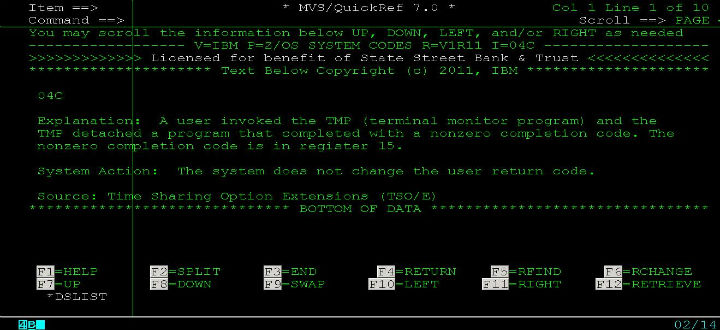 Item ==> * MVS/QuickRef 7.0 * Col 1 Line 1 of 10
Command ==> Scroll ==> PAGE
You may scroll the information below UP, DOWN, LEFT, and/or RIGHT as needed
------------------- V=IBM P=Z/OS SYSTEM CODES R=V1R11 I=04C --------------------
>>>>>>>>>>>>> Licensed for benefit of State Street Bank & Trust <<<<<<<<<<<<<<
********************** Text Below Copyright (c) 2011, IBM **********************
04C
Explanation: A user invoked the TMP (terminal monitor program) and the
TMP detached a program that completed with a nonzero completion code. The
nonzero completion code is in register 15.
System Action: The system does not change the user return code.
Source: Time Sharing Option Extensions (TSO/E)
******************************* BOTTOM OF DATA *********************************
F1=HELP F2=SPLIT F3=END F4=RETURN F5=RFIND F6=RCHANGE
F7=UP F8=DOWN F9=SWAP F10=LEFT F11=RIGHT F12=RETRIEVE
*DSLIST
4B 02/14